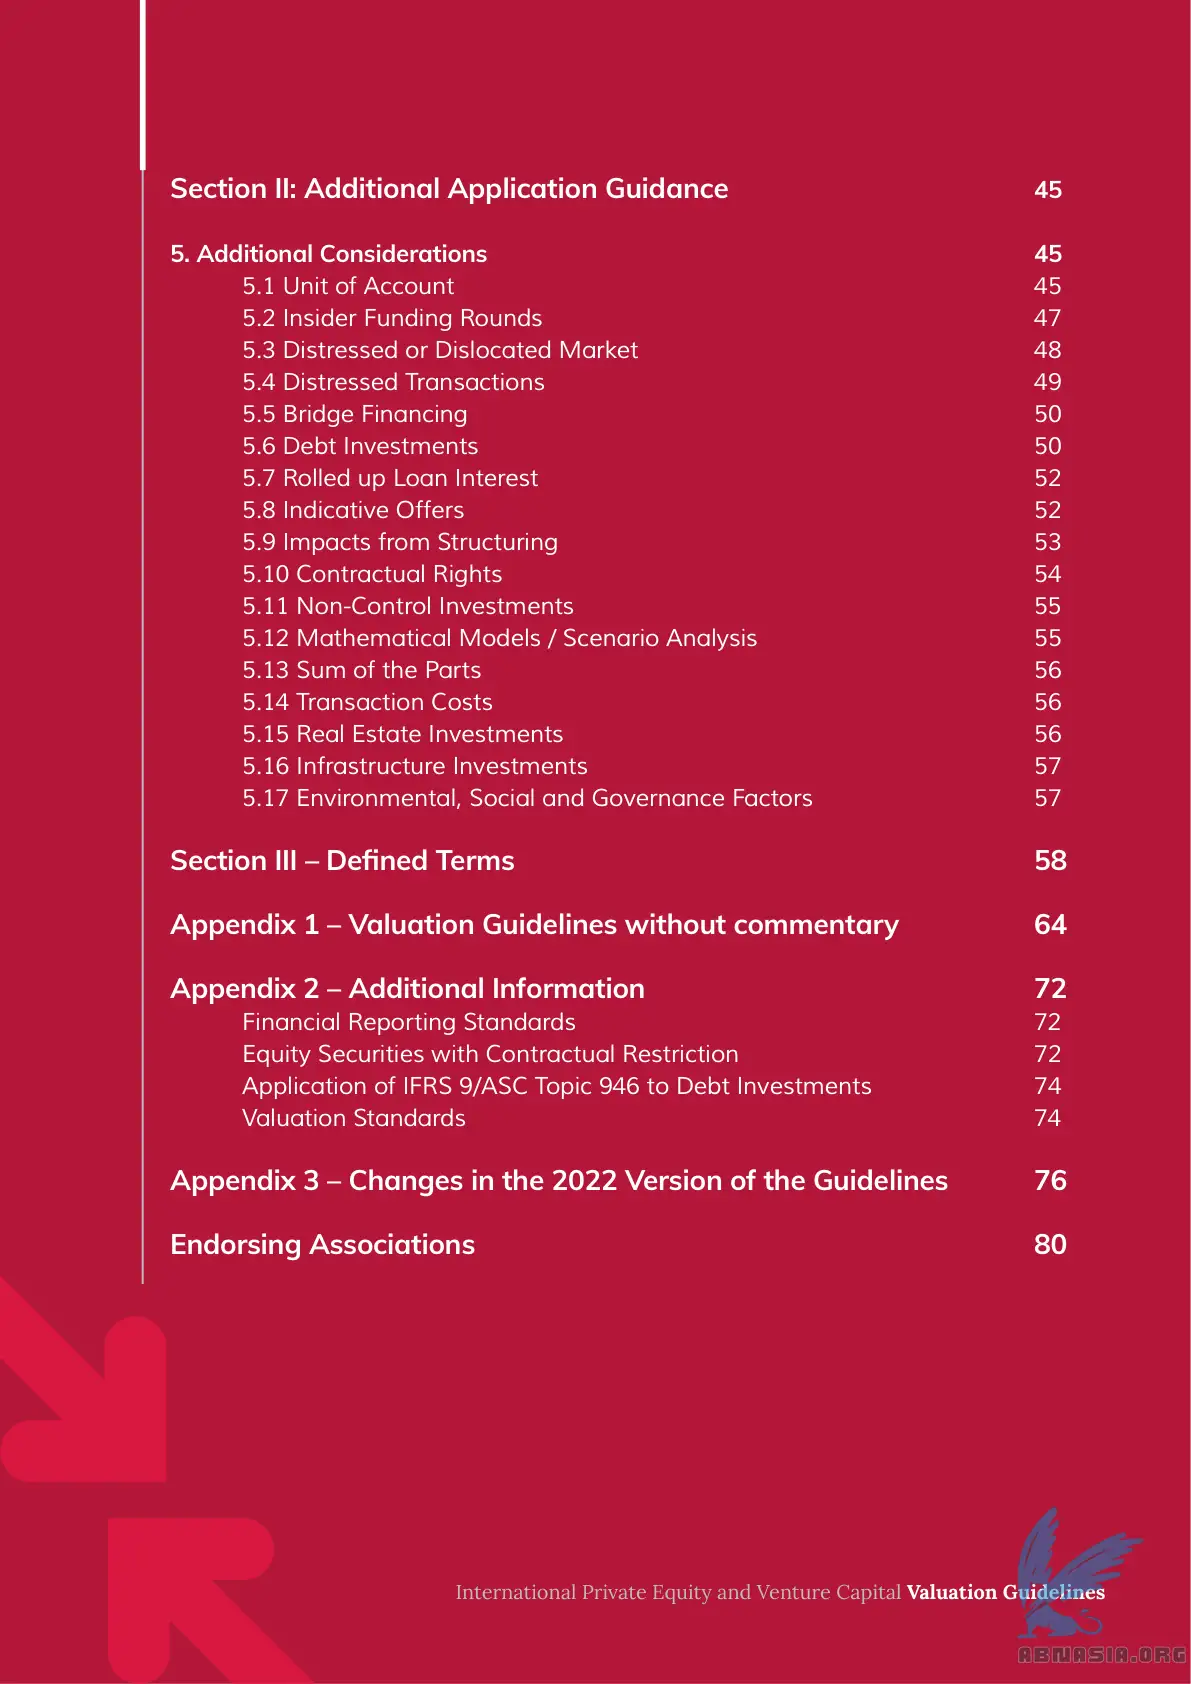 Section II: Additional Application Guidance 45
5. Additional Considerations 45
5.1 Unit of Account 45
5.2 Insider Funding Rounds 47
5.3 Distressed or Dislocated Market 48
5.4 Distressed Transactions 49
5.5 Bridge Financing 50
5.6 Debt Investments 50
5.7 Rolled up Loan Interest 52
5.8 Indicative Offers 52
5.9 Impacts from Structuring 53
5.10 Contractual Rights 54
5.11 Non-Control Investments 55
5.12 Mathematical Models / Scenario Analysis 55
5.13 Sum of the Parts 56
5.14 Transaction Costs 56
5.15 Real Estate Investments 56
5.16 Infrastructure Investments 57
5.17 Environmental, Social and Governance Factors 57
Section III – Defined Terms 58
Appendix 1 – Valuation Guidelines without commentary 64
Appendix 2 – Additional Information 72
Financial Reporting Standards 72
Equity Securities with Contractual Restriction 72
Application of IFRS 9/ASC Topic 946 to Debt Investments 74
Valuation Standards 74
Appendix 3 – Changes in the 2022 Version of the Guidelines 76
Endorsing Associations 80
International Private Equity and Venture Capital Valuation Guidelines
ABNASIA.ORG